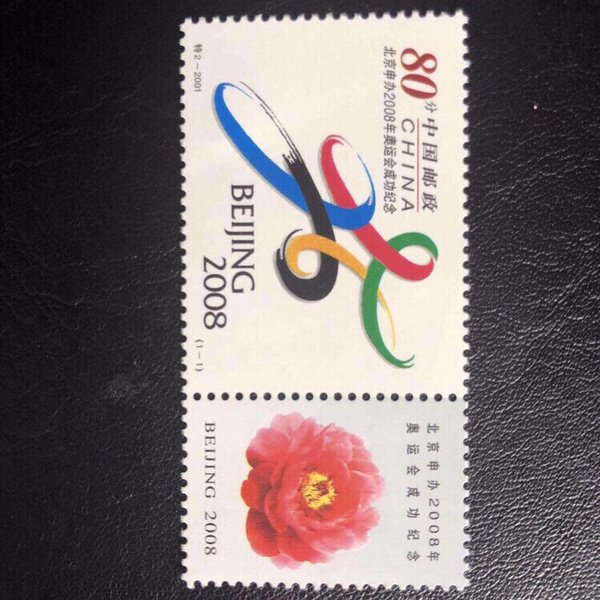 80分 中国邮政
CHINA
北京申办2008年奥运会成功纪念
BEIJING
2008
特2-2001
(1-1)
北京申办2008年
奥运会成功纪念
BEIJING 2008